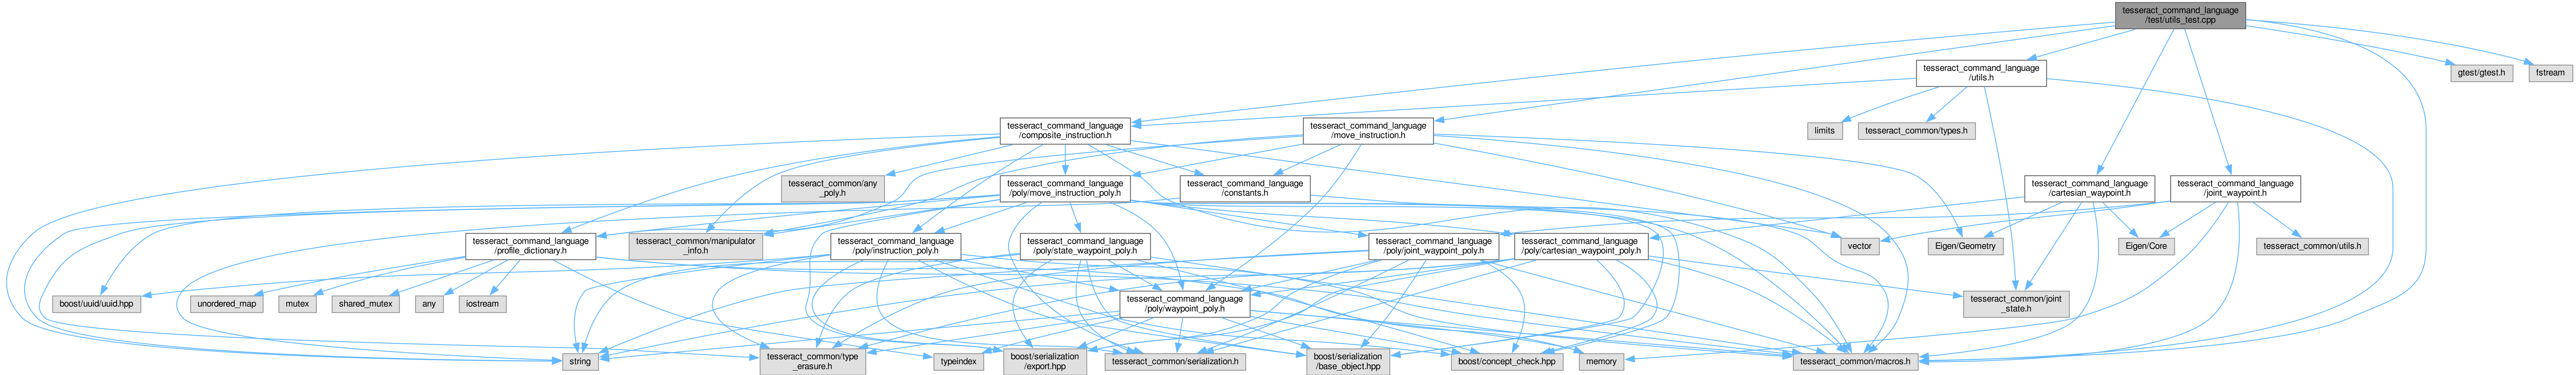 tesseract_command_language
/test/utils_test.cpp
tesseract_command_language
/utils.h
gtest/gtest.h
fstream
tesseract_command_language
/composite_instruction.h
tesseract_command_language
/move_instruction.h
limits
tesseract_common/types.h
tesseract_common/any
_poly.h
tesseract_command_language
/poly/move_instruction_poly.h
tesseract_command_language
/constants.h
tesseract_command_language
/cartesian_waypoint.h
tesseract_command_language
/joint_waypoint.h
tesseract_command_language
/profile_dictionary.h
tesseract_common/manipulator
_info.h
tesseract_command_language
/poly/instruction_poly.h
tesseract_command_language
/poly/state_waypoint_poly.h
tesseract_command_language
/poly/joint_waypoint_poly.h
tesseract_command_language
/poly/cartesian_waypoint_poly.h
vector
Eigen/Geometry
Eigen/Core
tesseract_common/utils.h
boost/uuid/uuid.hpp
unordered_map
mutex
shared_mutex
any
iostream
tesseract_command_language
/poly/waypoint_poly.h
tesseract_common/joint
_state.h
string
tesseract_common/type
_erasure.h
typeindex
boost/serialization
/export.hpp
tesseract_common/serialization.h
boost/serialization
/base_object.hpp
boost/concept_check.hpp
memory
tesseract_common/macros.h